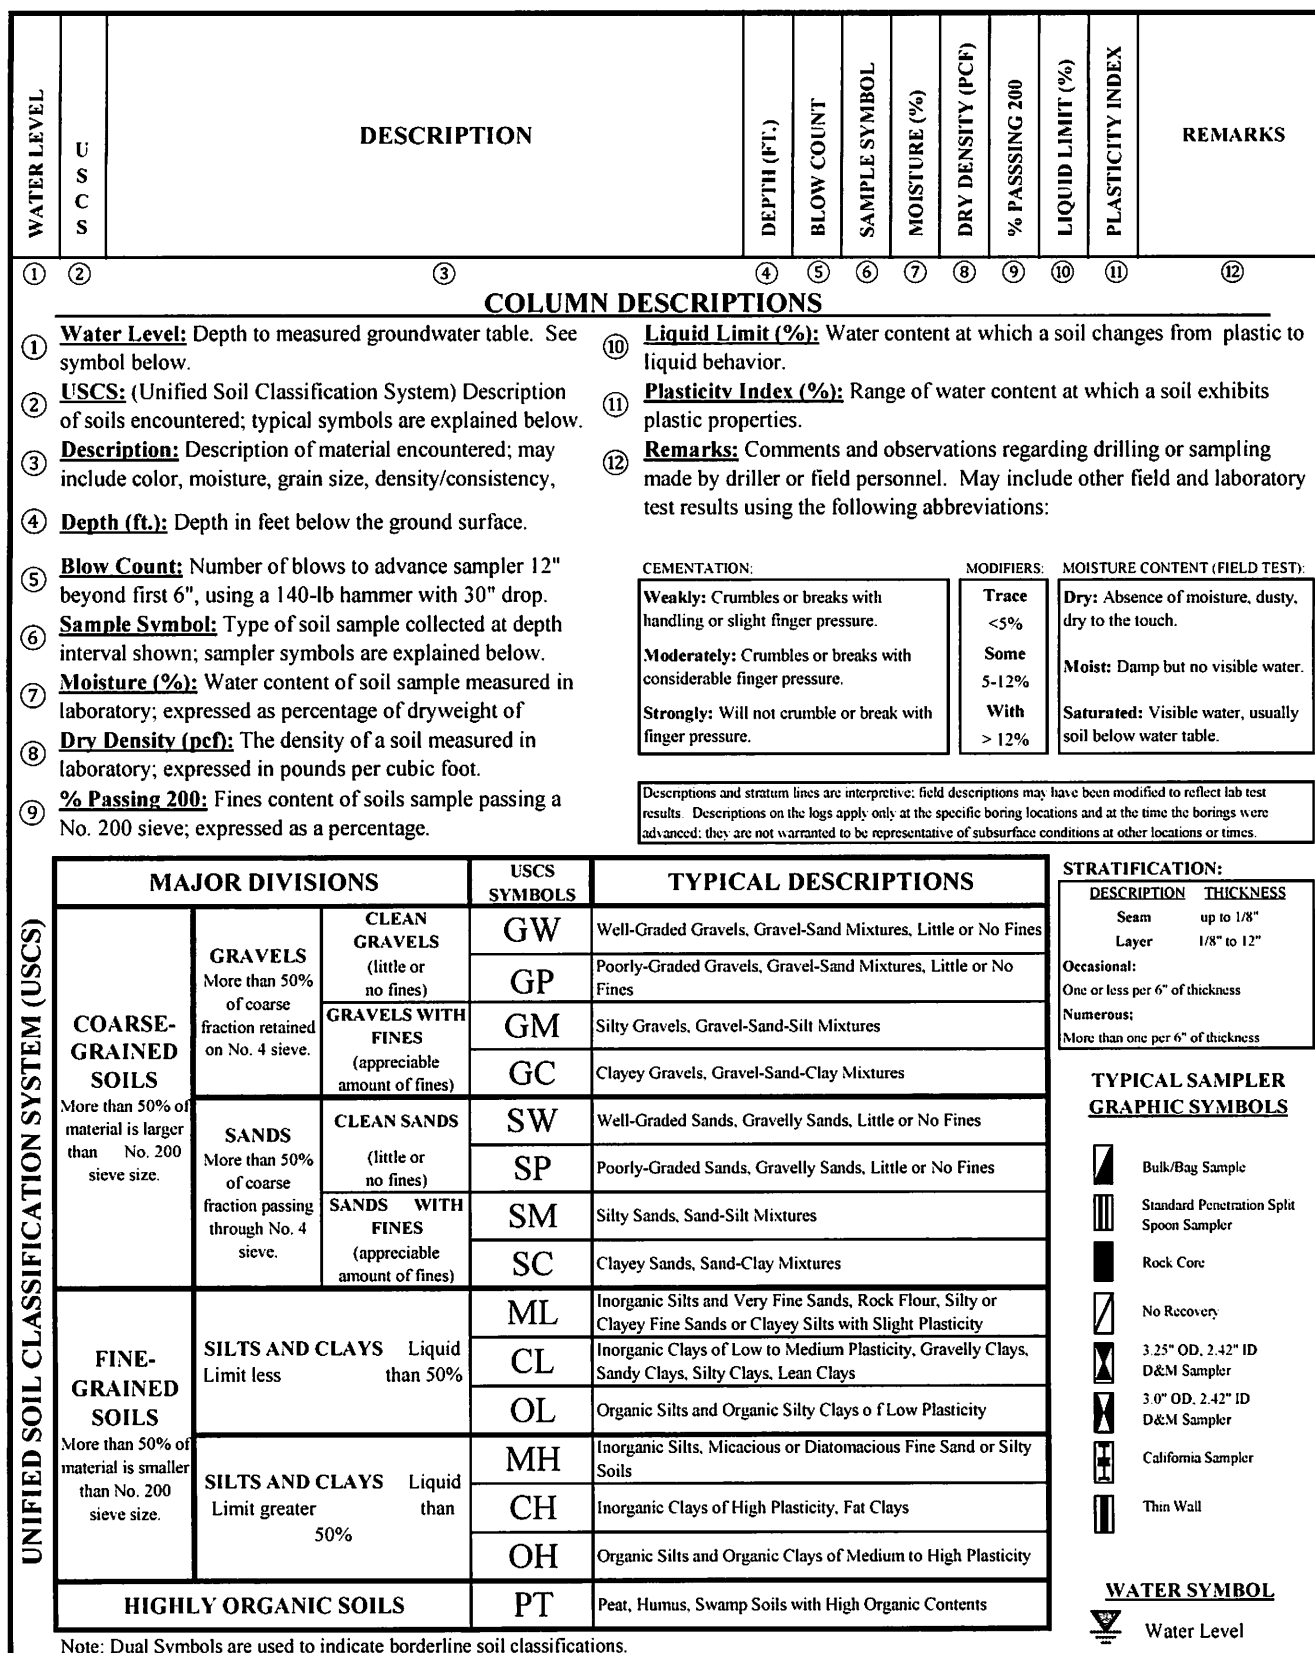 WATER LEVEL
U
S
C
S
DESCRIPTION
DEPTH (FT.)
BLOW COUNT
SAMPLE SYMBOL
MOISTURE (%)
DRY DENSITY (PCF)
% PASSSING 200
LIQUID LIMIT (%)
PLASTICITY INDEX
REMARKS
① ② ③ ④ ⑤ ⑥ ⑦ ⑧ ⑨ ⑩ ⑪ ⑫
COLUMN DESCRIPTIONS
① Water Level: Depth to measured groundwater table. See
symbol below.
② USCS: (Unified Soil Classification System) Description
of soils encountered; typical symbols are explained below.
③ Description: Description of material encountered; may
include color, moisture, grain size, density/consistency,
④ Depth (ft.): Depth in feet below the ground surface.
⑤ Blow Count: Number of blows to advance sampler 12"
beyond first 6", using a 140-lb hammer with 30" drop.
⑥ Sample Symbol: Type of soil sample collected at depth
interval shown; sampler symbols are explained below.
⑦ Moisture (%): Water content of soil sample measured in
laboratory; expressed as percentage of dryweight of
⑧ Dry Density (pcf): The density of a soil measured in
laboratory; expressed in pounds per cubic foot.
⑨ % Passing 200: Fines content of soils sample passing a
No. 200 sieve; expressed as a percentage.
⑩ Liquid Limit (%): Water content at which a soil changes from plastic to
liquid behavior.
⑪ Plasticity Index (%): Range of water content at which a soil exhibits
plastic properties.
⑫ Remarks: Comments and observations regarding drilling or sampling
made by driller or field personnel. May include other field and laboratory
test results using the following abbreviations:
CEMENTATION:
Weakly: Crumbles or breaks with
handling or slight finger pressure.
Moderately: Crumbles or breaks with
considerable finger pressure.
Strongly: Will not crumble or break with
finger pressure.
MODIFIERS:
Trace
<5%
Some
5-12%
With
> 12%
MOISTURE CONTENT (FIELD TEST):
Dry: Absence of moisture, dusty,
dry to the touch.
Moist: Damp but no visible water.
Saturated: Visible water, usually
soil below water table.
Descriptions and stratum lines are interpretive; field descriptions may have been modified to reflect lab test
results. Descriptions on the logs apply only at the specific boring locations and at the time the borings were
advanced; they are not warranted to be representative of subsurface conditions at other locations or times.
UNIFIED SOIL CLASSIFICATION SYSTEM (USCS)
MAJOR DIVISIONS
USCS
SYMBOLS
TYPICAL DESCRIPTIONS
COARSE-
GRAINED
SOILS
More than 50% of
material is larger
than No. 200
sieve size.
GRAVELS
More than 50%
of coarse
fraction retained
on No. 4 sieve.
CLEAN
GRAVELS
(little or
no fines)
GW
Well-Graded Gravels, Gravel-Sand Mixtures, Little or No Fines
GP
Poorly-Graded Gravels, Gravel-Sand Mixtures, Little or No
Fines
GRAVELS WITH
FINES
(appreciable
amount of fines)
GM
Silty Gravels, Gravel-Sand-Silt Mixtures
GC
Clayey Gravels, Gravel-Sand-Clay Mixtures
SANDS
More than 50%
of coarse
fraction passing
through No. 4
sieve.
CLEAN SANDS
(little or
no fines)
SW
Well-Graded Sands, Gravelly Sands, Little or No Fines
SP
Poorly-Graded Sands, Gravelly Sands, Little or No Fines
SANDS WITH
FINES
(appreciable
amount of fines)
SM
Silty Sands, Sand-Silt Mixtures
SC
Clayey Sands, Sand-Clay Mixtures
FINE-
GRAINED
SOILS
More than 50% of
material is smaller
than No. 200
sieve size.
SILTS AND CLAYS Liquid
Limit less than 50%
ML
Inorganic Silts and Very Fine Sands, Rock Flour, Silty or
Clayey Fine Sands or Clayey Silts with Slight Plasticity
CL
Inorganic Clays of Low to Medium Plasticity, Gravelly Clays,
Sandy Clays, Silty Clays, Lean Clays
OL
Organic Silts and Organic Silty Clays o f Low Plasticity
SILTS AND CLAYS Liquid
Limit greater than
50%
MH
Inorganic Silts, Micacious or Diatomacious Fine Sand or Silty
Soils
CH
Inorganic Clays of High Plasticity, Fat Clays
OH
Organic Silts and Organic Clays of Medium to High Plasticity
HIGHLY ORGANIC SOILS
PT
Peat, Humus, Swamp Soils with High Organic Contents
Note: Dual Symbols are used to indicate borderline soil classifications.
STRATIFICATION:
DESCRIPTION THICKNESS
Seam up to 1/8"
Layer 1/8" to 12"
Occasional:
One or less per 6" of thickness
Numerous;
More than one per 6" of thickness
TYPICAL SAMPLER
GRAPHIC SYMBOLS
Bulk/Bag Sample
Standard Penetration Split
Spoon Sampler
Rock Core
No Recovery
3.25" OD, 2.42" ID
D&M Sampler
3.0" OD, 2.42" ID
D&M Sampler
California Sampler
Thin Wall
WATER SYMBOL
Water Level